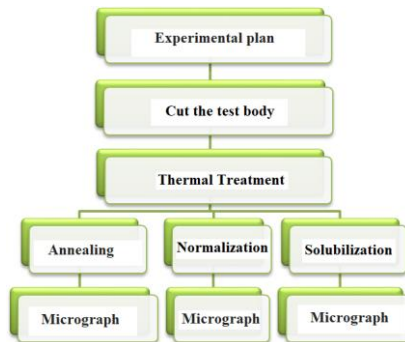 Experimental plan
Cut the test body
Thermal Treatment
Annealing
Normalization
Solubilization
Micrograph
Micrograph
Micrograph